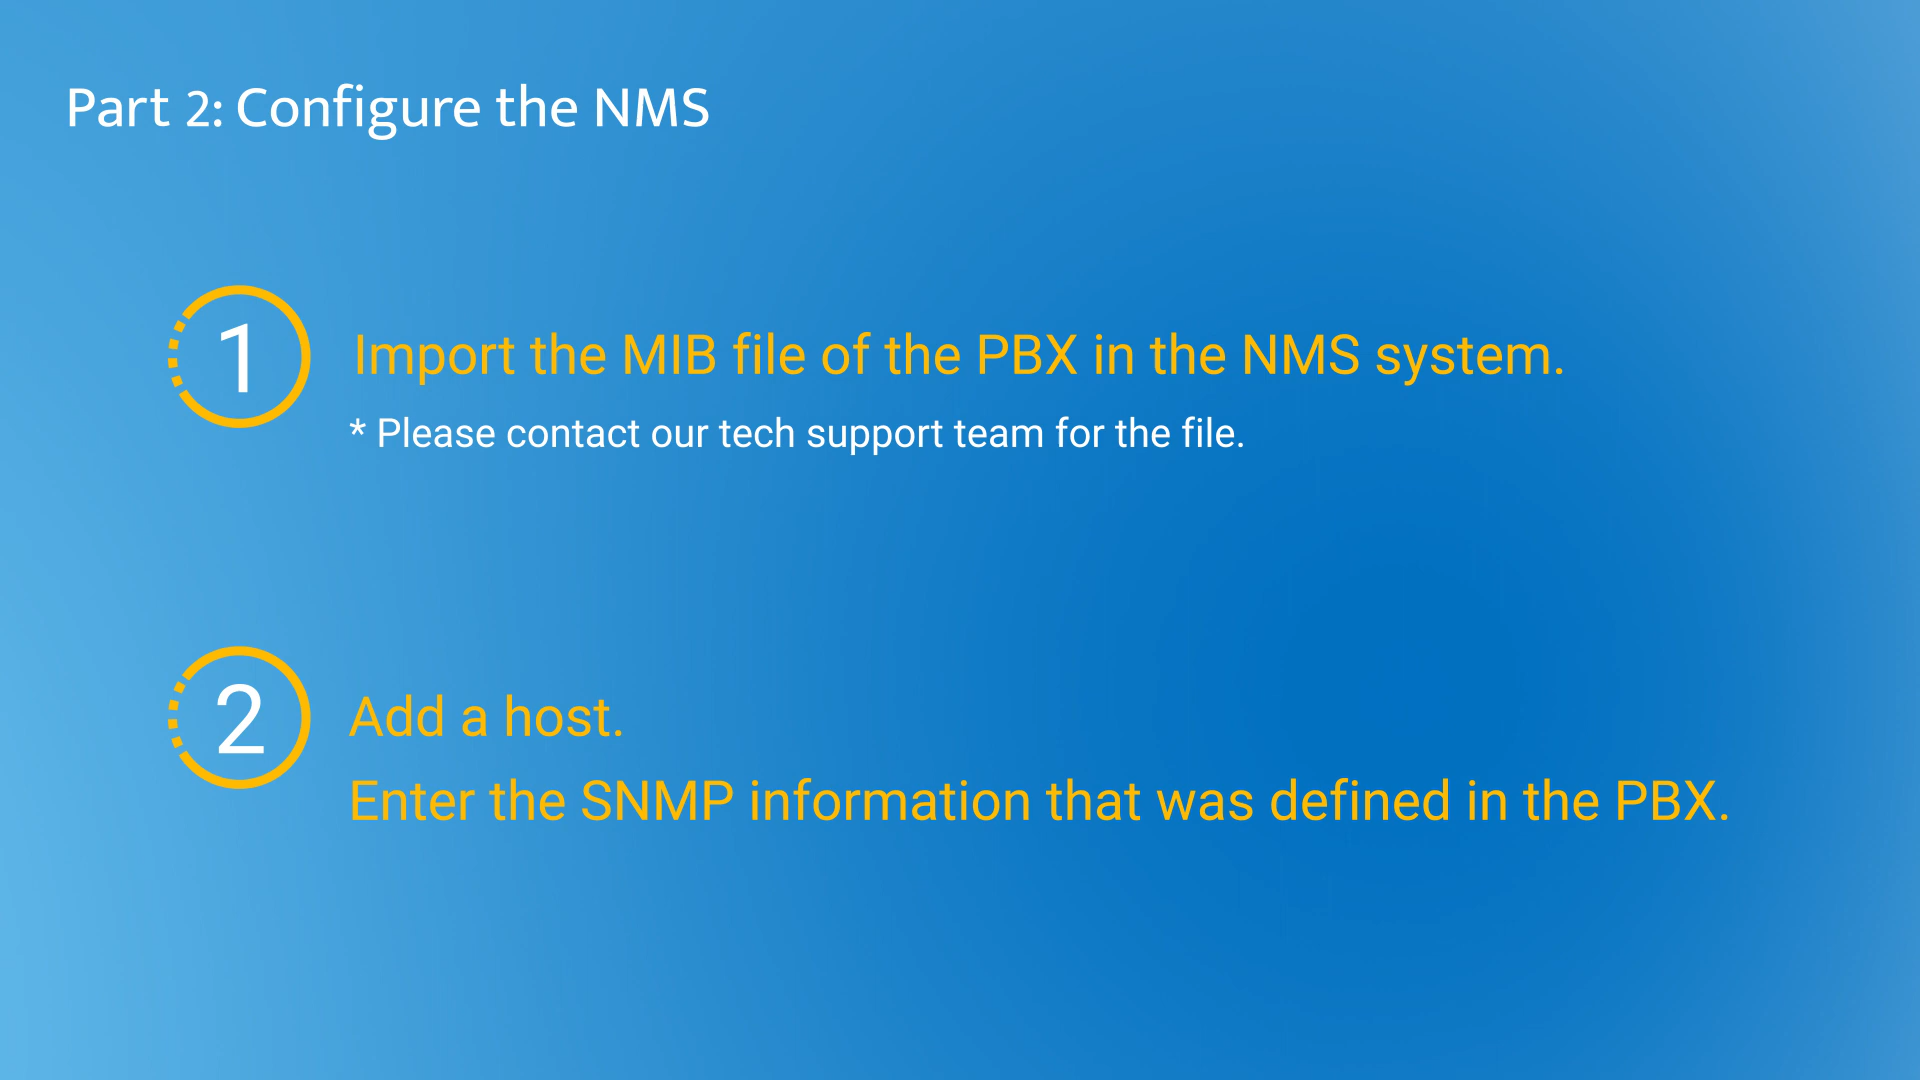 Part 2: Configure the NMS
1
Import the MIB file of the PBX in the NMS system.
* Please contact our tech support team for the file.
2
Add a host.
Enter the SNMP information that was defined in the PBX.